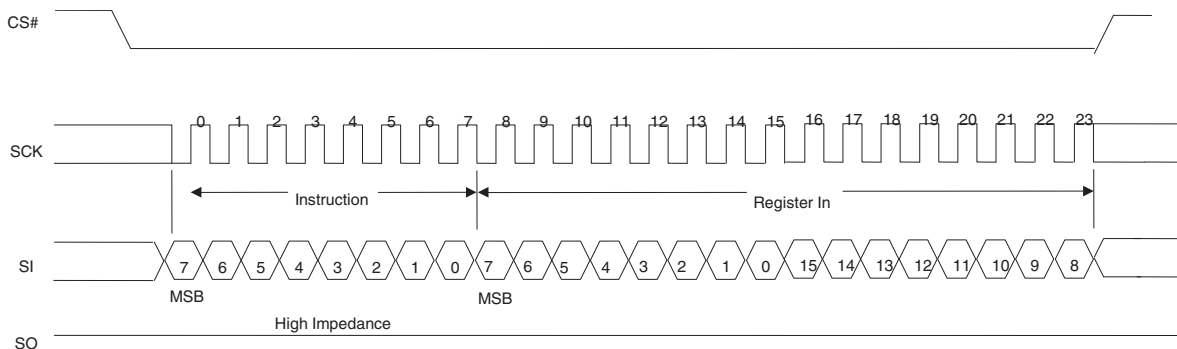 CS#
0 1 2 3 4 5 6 7 8 9 10 11 12 13 14 15 16 17 18 19 20 21 22 23
SCK
Instruction Register In
SI 7 6 5 4 3 2 1 0 7 6 5 4 3 2 1 0 15 14 13 12 11 10 9 8
MSB MSB
High Impedance
SO